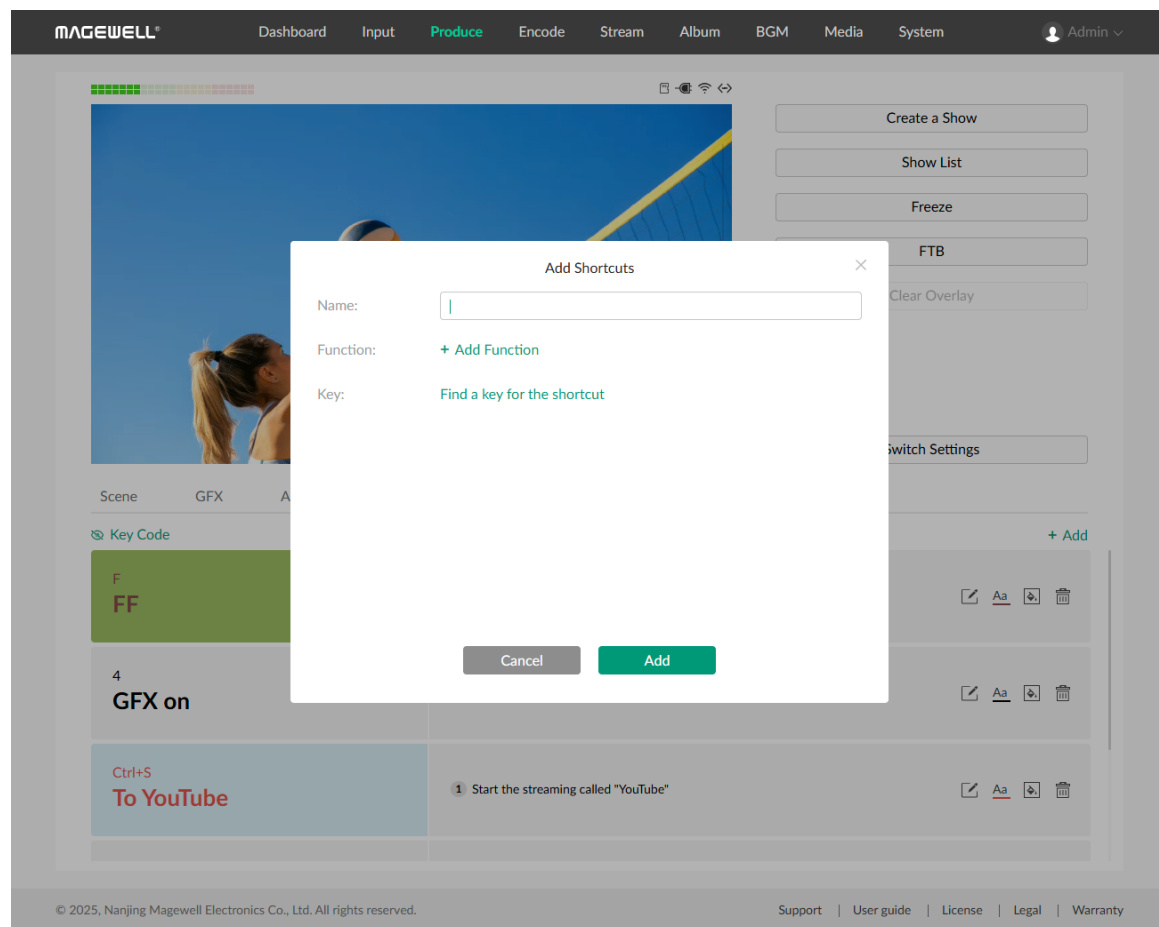 MAGEWELL®
Dashboard Input Produce Encode Stream Album BGM Media System Admin
Create a Show
Show List
Freeze
FTB
Clear Overlay
Switch Settings
Add Shortcuts
Name:
Function: + Add Function
Key: Find a key for the shortcut
Cancel Add
Scene GFX A
Key Code + Add
F
FF
Aa
4
GFX on
Aa
Ctrl+S
To YouTube
1 Start the streaming called "YouTube"
Aa
© 2025, Nanjing Magewell Electronics Co., Ltd. All rights reserved. Support | User guide | License | Legal | Warranty